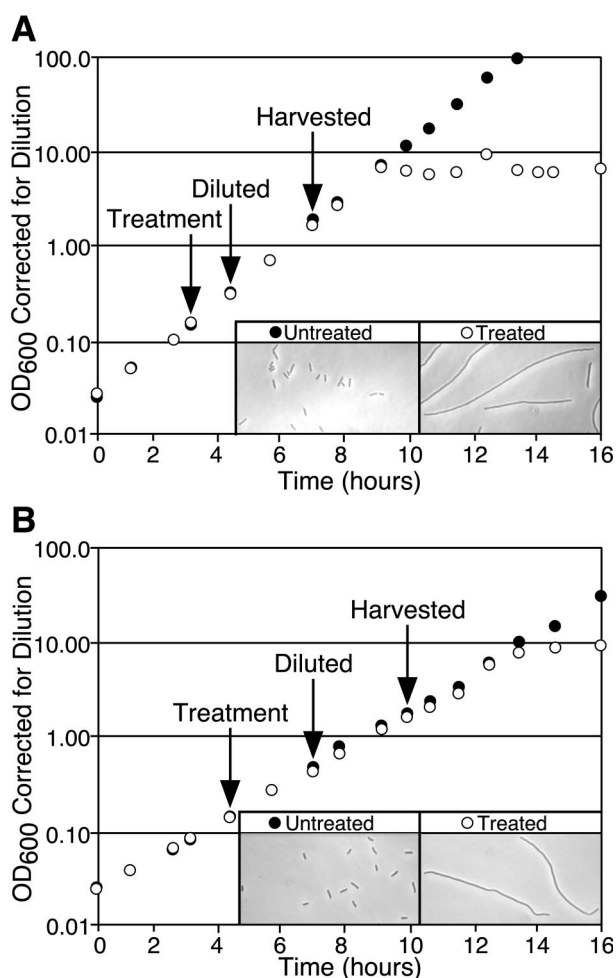 A
100.0
10.00
1.00
0.10
0.01
OD600 Corrected for Dilution
Treatment
Diluted
Harvested
● Untreated
○ Treated
0 2 4 6 8 10 12 14 16
Time (hours)
B
100.0
10.00
1.00
0.10
0.01
OD600 Corrected for Dilution
Treatment
Diluted
Harvested
● Untreated
○ Treated
0 2 4 6 8 10 12 14 16
Time (hours)